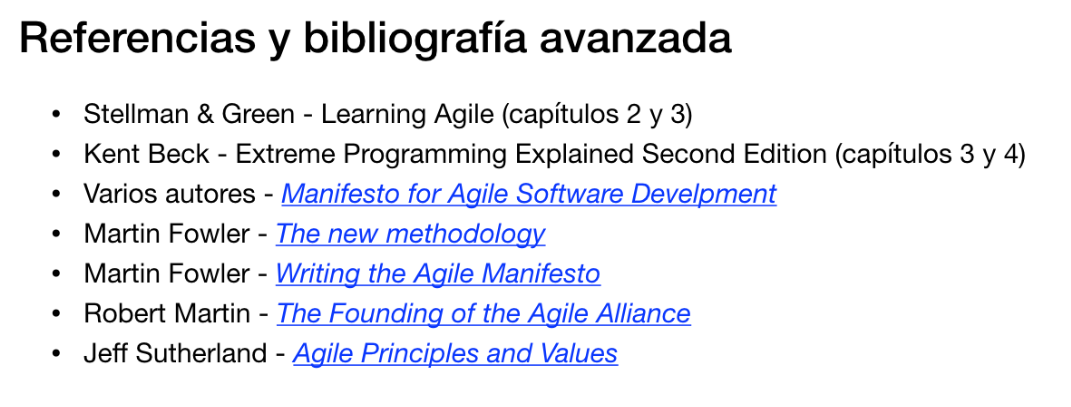 Referencias y bibliografía avanzada
• Stellman & Green - Learning Agile (capítulos 2 y 3)
• Kent Beck - Extreme Programming Explained Second Edition (capítulos 3 y 4)
• Varios autores - Manifesto for Agile Software Develpment
• Martin Fowler - The new methodology
• Martin Fowler - Writing the Agile Manifesto
• Robert Martin - The Founding of the Agile Alliance
• Jeff Sutherland - Agile Principles and Values